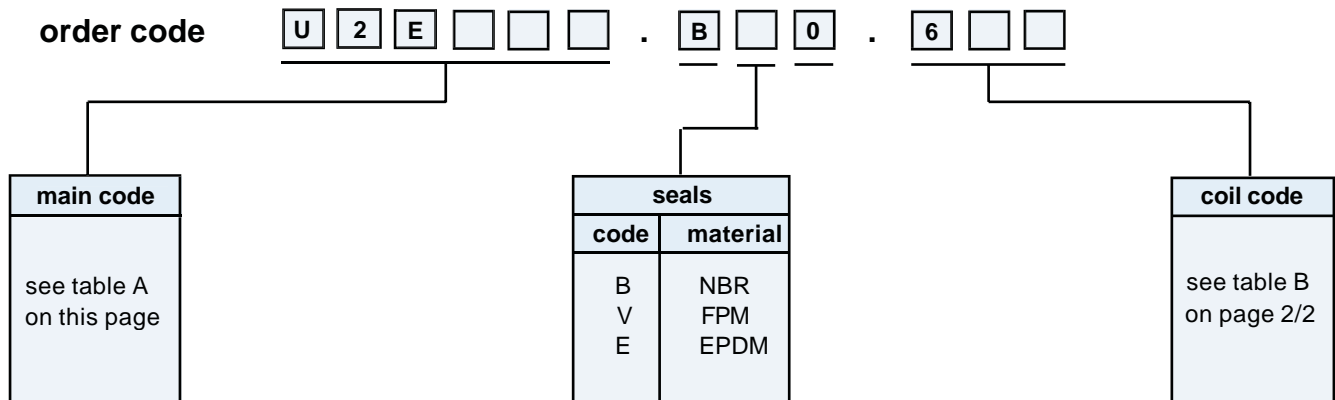 order code U 2 E . B 0 . 6
main code
see table A
on this page
seals
code material
B NBR
V FPM
E EPDM
coil code
see table B
on page 2/2